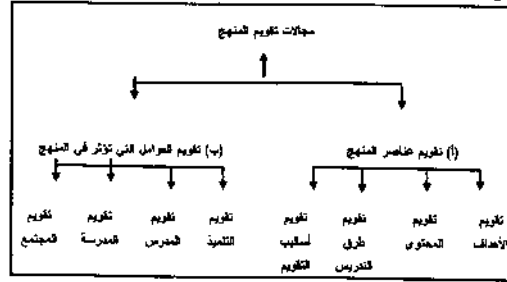 مجالات تقويم المنهج
(أ) تقويم عناصر المنهج
(ب) تقويم العوامل التي تؤثر في المنهج
تقويم
الأهداف
تقويم
المحتوي
تقويم
طرق
التدريس
تقويم
أساليب
التقويم
تقويم
التلميذ
تقويم
المدرس
تقويم
المدرسة
تقويم
المجتمع